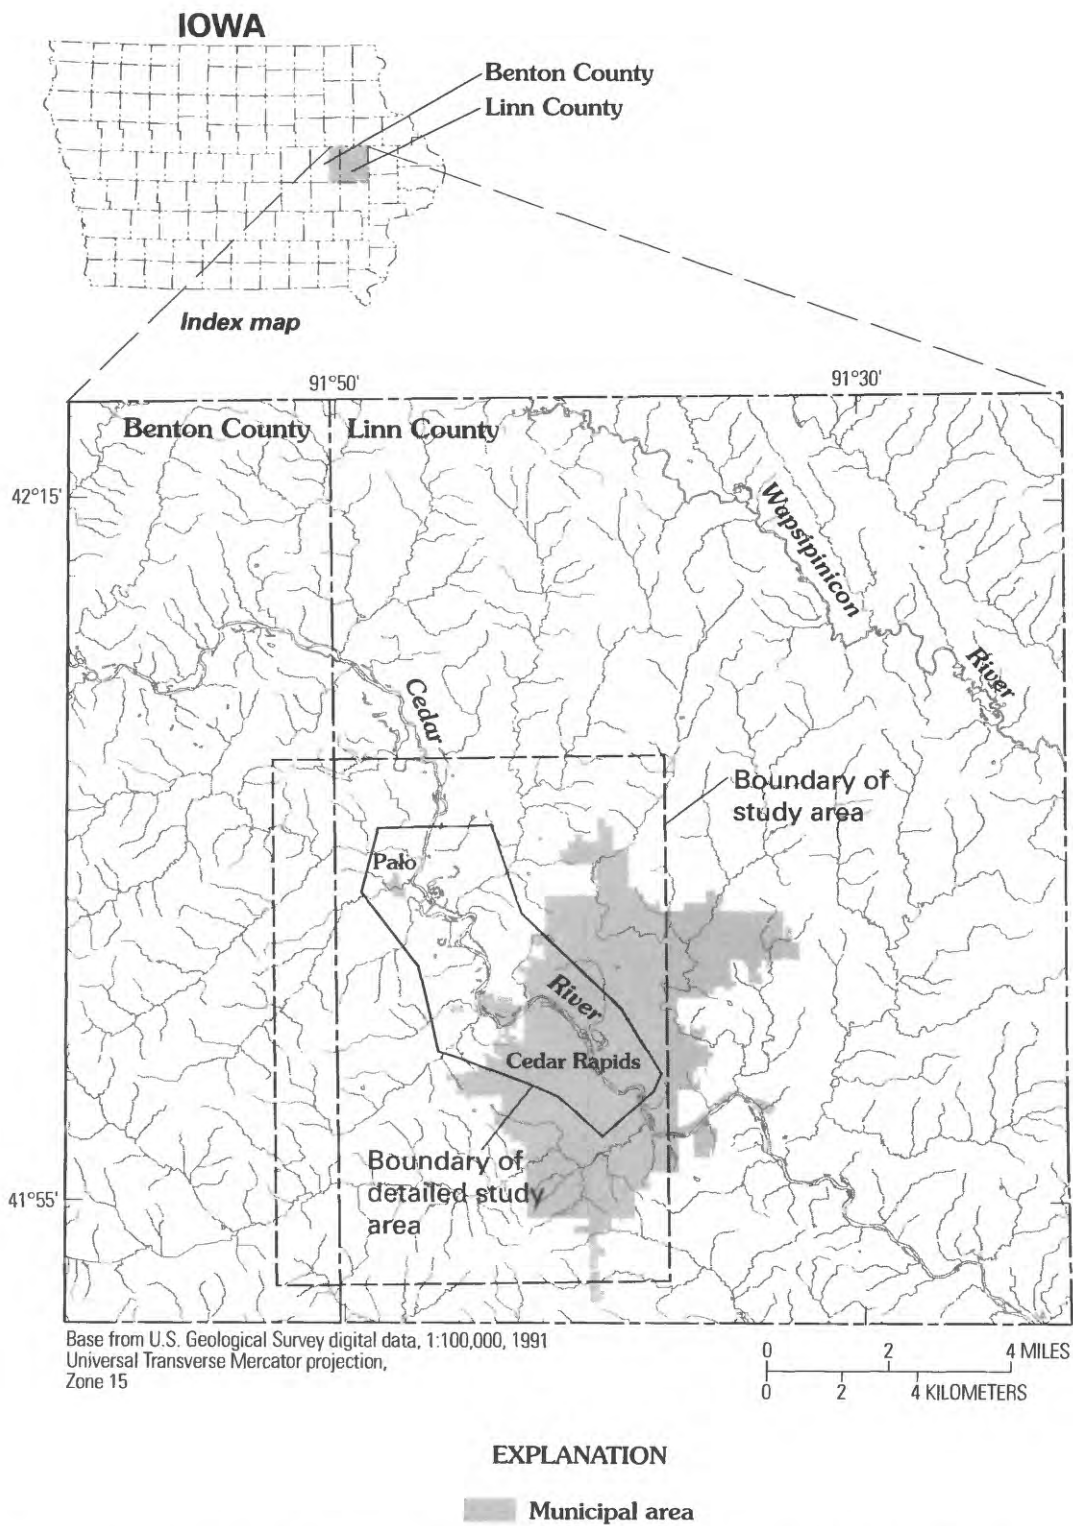 IOWA
Benton County
Linn County
Index map
91°50'
91°30'
Benton County
Linn County
42°15'
Wapsipinicon
River
Cedar
Boundary of
study area
Palo
River
Cedar Rapids
Boundary of
detailed study
area
41°55'
Base from U.S. Geological Survey digital data, 1:100,000, 1991
Universal Transverse Mercator projection,
Zone 15
0 2 4 MILES
0 2 4 KILOMETERS
EXPLANATION
Municipal area